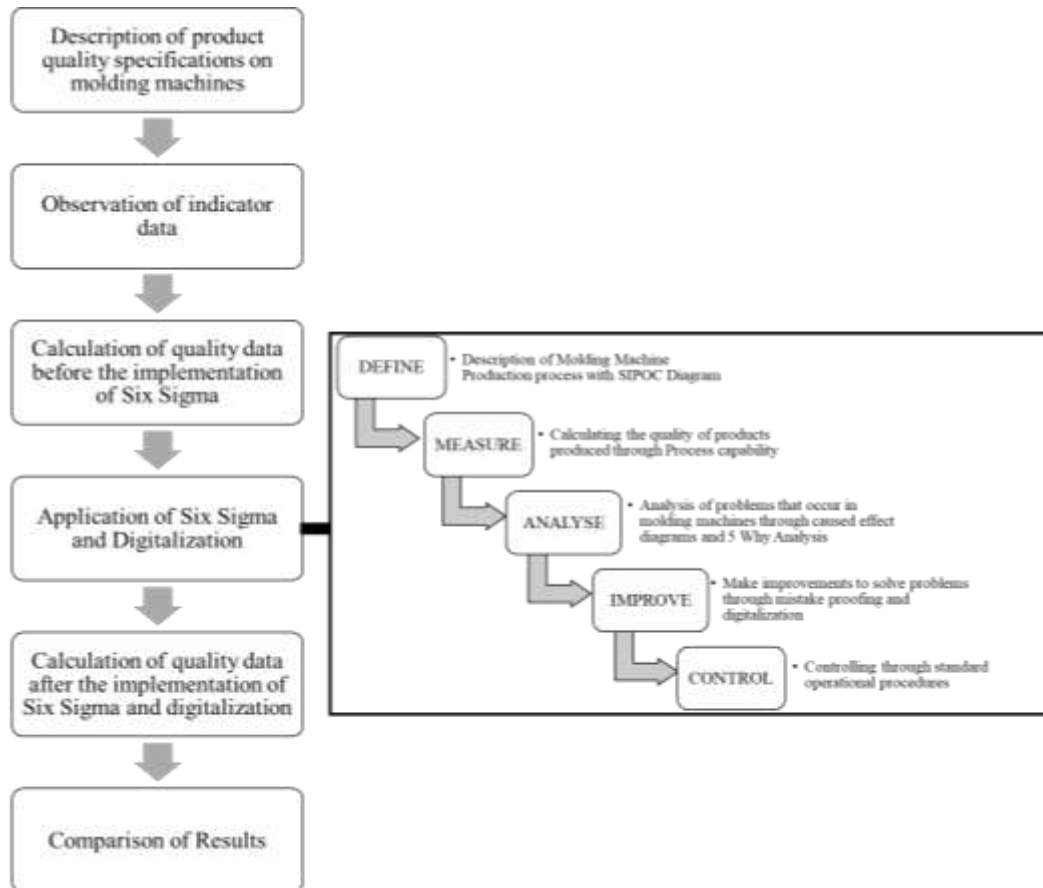 Description of product
quality specifications on
molding machines
Observation of indicator
data
Calculation of quality data
before the implementation
of Six Sigma
Application of Six Sigma
and Digitalization
Calculation of quality data
after the implementation of
Six Sigma and digitalization
Comparison of Results
DEFINE
• Description of Molding Machine
Production process with SIPOC Diagram
MEASURE
• Calculating the quality of products
produced through Process capability
ANALYSE
• Analysis of problems that occur in
molding machines through caused effect
diagrams and 5 Why Analysis
IMPROVE
• Make improvements to solve problems
through mistake proofing and
digitalization
CONTROL
• Controlling through standard
operational procedures